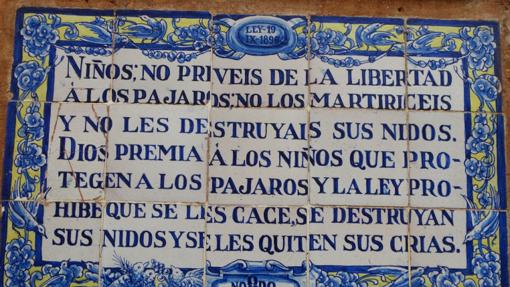 LEY-19
IX-1896
NIÑOS, NO PRIVEIS DE LA LIBERTAD
Á LOS PAJAROS, NO LOS MARTIRICEIS
Y NO LES DESTRUYAIS SUS NIDOS.
DIOS PREMIA Á LOS NIÑOS QUE PRO-
TEGEN A LOS PAJAROS Y LA LEY PRO-
HIBE QUE SE LES CACE, SE DESTRUYAN
SUS NIDOS Y SE LES QUITEN SUS CRIAS.
NO8DO